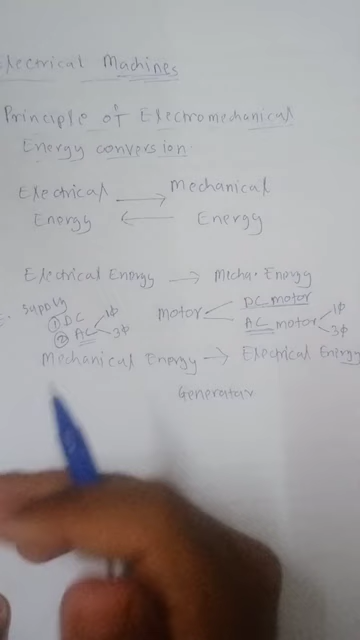 Electrical Machines
Principle of Electromechanical
Energy conversion.
Electrical → Mechanical
Energy ← Energy
Electrical Energy → Mecha. Energy
E. Supply
① DC
② AC < 1Φ
3Φ
Motor < DC motor
AC motor < 1Φ
3Φ
Mechanical Energy → Electrical Energy
Generatar